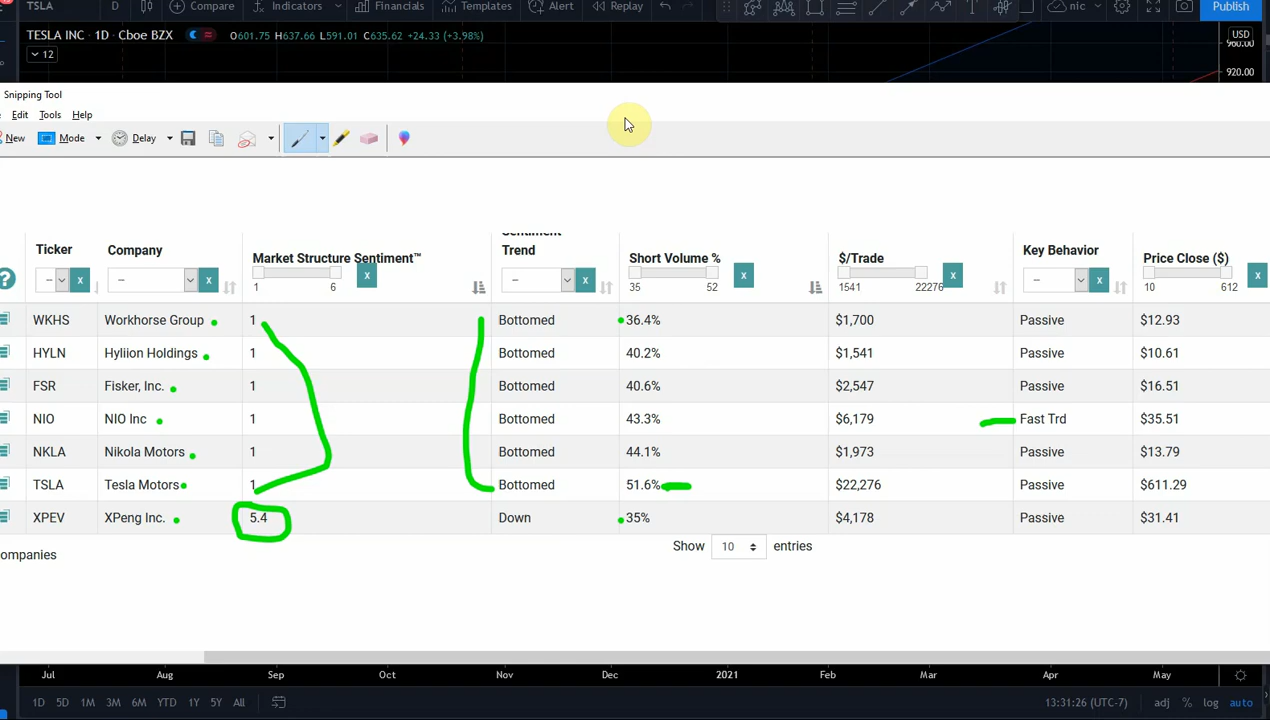 TSLA D Compare Indicators Financials Templates Alert Replay nic Publish
TESLA INC · 1D · Cboe BZX O601.75 H637.66 L591.01 C635.62 +24.33 (+3.98%) USD
960.00
12
920.00
Snipping Tool
Edit Tools Help
New Mode Delay
Ticker Company Market Structure Sentiment™ Sentiment Trend Short Volume % $/Trade Key Behavior Price Close ($)
– x – x x – x x x – x x
1 6 35 52 1541 22276 10 612
WKHS Workhorse Group 1 Bottomed 36.4% $1,700 Passive $12.93
HYLN Hyliion Holdings 1 Bottomed 40.2% $1,541 Passive $10.61
FSR Fisker, Inc. 1 Bottomed 40.6% $2,547 Passive $16.51
NIO NIO Inc 1 Bottomed 43.3% $6,179 Fast Trd $35.51
NKLA Nikola Motors 1 Bottomed 44.1% $1,973 Passive $13.79
TSLA Tesla Motors 1 Bottomed 51.6% $22,276 Passive $611.29
XPEV XPeng Inc. 5.4 Down 35% $4,178 Passive $31.41
ompanies Show 10 entries
Jul Aug Sep Oct Nov Dec 2021 Feb Mar Apr May
1D 5D 1M 3M 6M YTD 1Y 5Y All 13:31:26 (UTC-7) adj % log auto